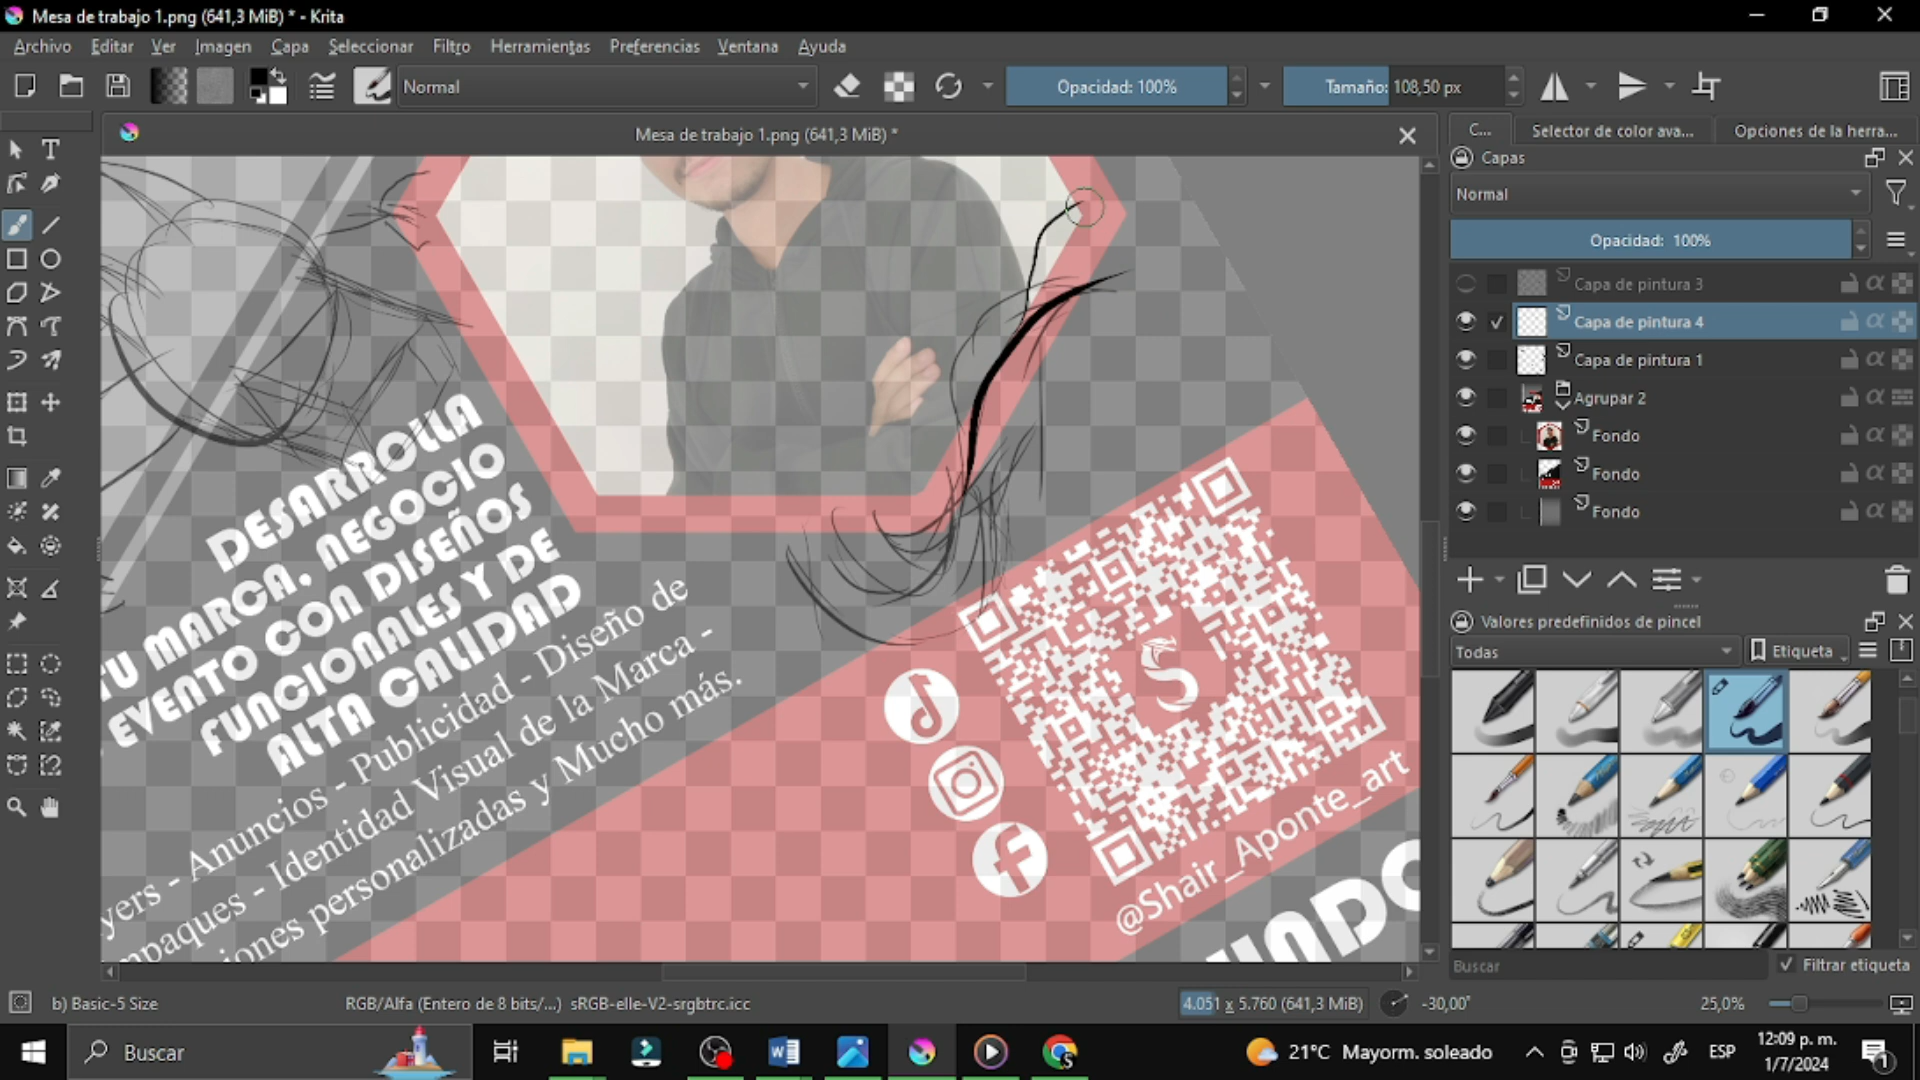 Mesa de trabajo 1.png (641,3 MiB) * - Krita
Archivo Editar Ver Imagen Capa Seleccionar Filtro Herramientas Preferencias Ventana Ayuda
Normal
Opacidad: 100%
Tamaño: 108,50 px
Mesa de trabajo 1.png (641,3 MiB) *
C... Selector de color ava... Opciones de la herra...
Capas
Normal
Opacidad: 100%
Capa de pintura 3
Capa de pintura 4
Capa de pintura 1
Agrupar 2
Fondo
Fondo
Fondo
Valores predefinidos de pincel
Todas
Etiqueta
Buscar
Filtrar etiqueta
DESARROLLA
TU MARCA, NEGOCIO
EVENTO CON DISEÑOS
FUNCIONALES Y DE
ALTA CALIDAD
yers - Anuncios - Publicidad - Diseño de
mpaques - Identidad Visual de la Marca -
iones personalizadas y Mucho más.
@Shair_Aponte_art
b) Basic-5 Size
RGB/Alfa (Entero de 8 bits/...) sRGB-elle-V2-srgbtrc.icc
4.051 x 5.760 (641,3 MiB)
-30,00°
25,0%
Buscar
21°C Mayorm. soleado
ESP
12:09 p. m.
1/7/2024
1